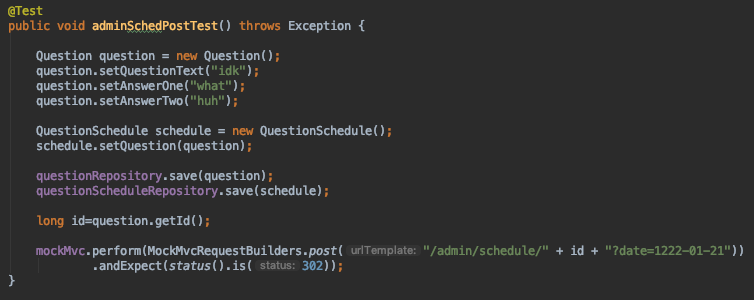 @Test
public void adminSchedPostTest() throws Exception {
Question question = new Question();
question.setQuestionText("idk");
question.setAnswerOne("what");
question.setAnswerTwo("huh");
QuestionSchedule schedule = new QuestionSchedule();
schedule.setQuestion(question);
questionRepository.save(question);
questionScheduleRepository.save(schedule);
long id=question.getId();
mockMvc.perform(MockMvcRequestBuilders.post( urlTemplate: "/admin/schedule/" + id + "?date=1222-01-21"))
.andExpect(status().is( status: 302));
}